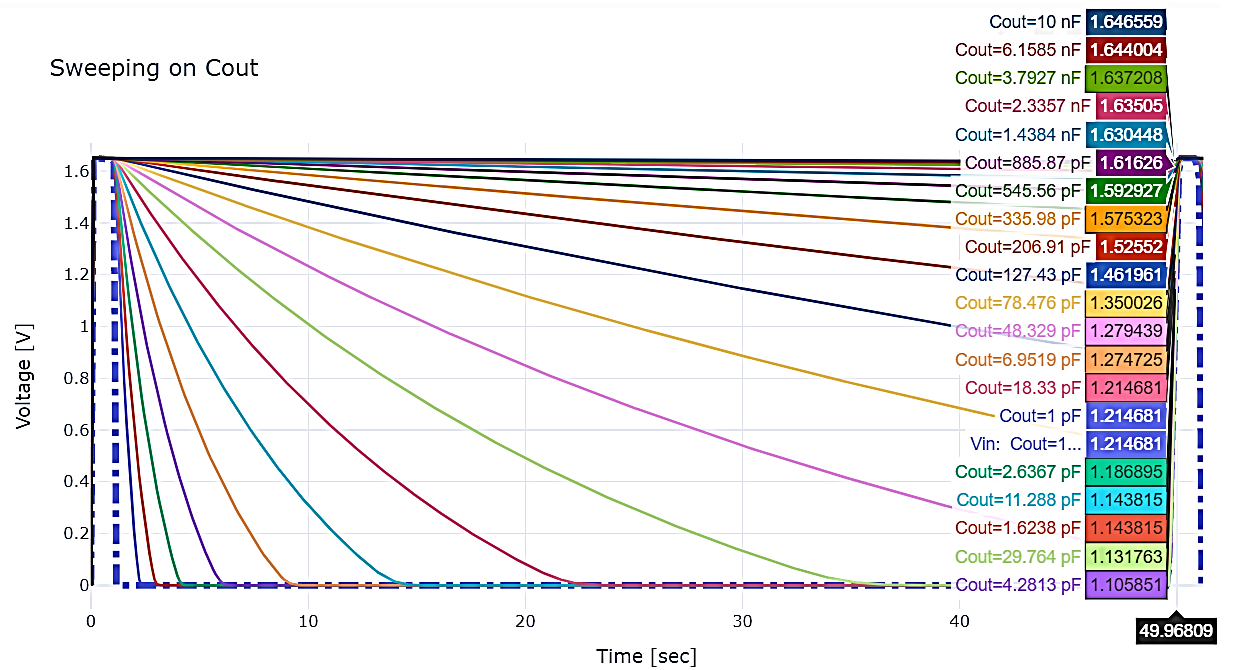 Sweeping on Cout
Cout=10 nF 1.646559
Cout=6.1585 nF 1.644004
Cout=3.7927 nF 1.637208
Cout=2.3357 nF 1.63505
Cout=1.4384 nF 1.630448
Cout=885.87 pF 1.61626
Cout=545.56 pF 1.592927
Cout=335.98 pF 1.575323
Cout=206.91 pF 1.52552
Cout=127.43 pF 1.461961
Cout=78.476 pF 1.350026
Cout=48.329 pF 1.279439
Cout=6.9519 pF 1.274725
Cout=18.33 pF 1.214681
Cout=1 pF 1.214681
Vin: Cout=1... 1.214681
Cout=2.6367 pF 1.186895
Cout=11.288 pF 1.143815
Cout=1.6238 pF 1.143815
Cout=29.764 pF 1.131763
Cout=4.2813 pF 1.105851
Voltage [V]
1.6
1.4
1.2
1
0.8
0.6
0.4
0.2
0
0 10 20 30 40
49.96809
Time [sec]